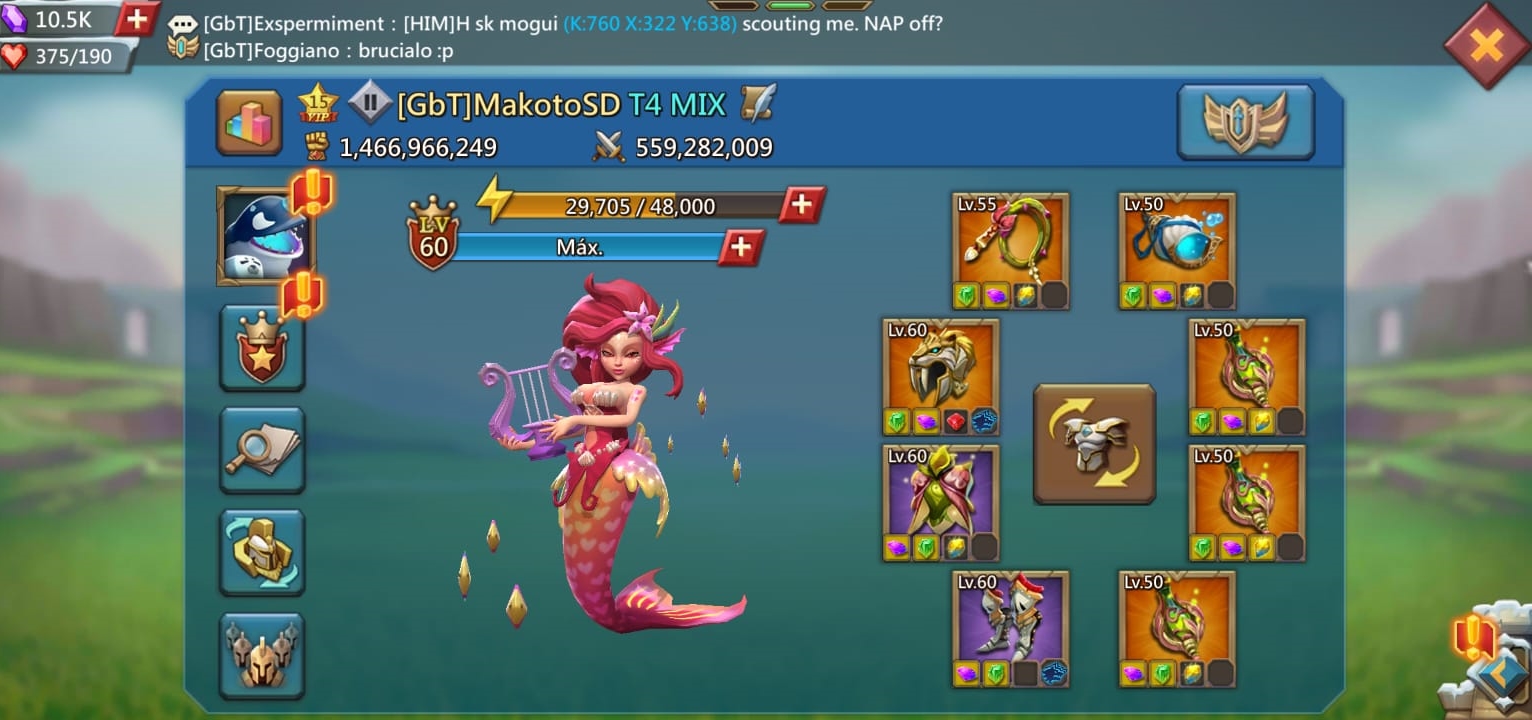 10.5K
[GbT]Exspermiment : [HIM]H sk mogui (K:760 X:322 Y:638) scouting me. NAP off?
375/190
[GbT]Foggiano : brucialo :p
15
VIP
[GbT]MakotoSD T4 MIX
1,466,966,249
559,282,009
29,705 / 48,000
LV
60
Máx.
Lv.55
Lv.50
Lv.60
Lv.50
Lv.60
Lv.50
Lv.60
Lv.50